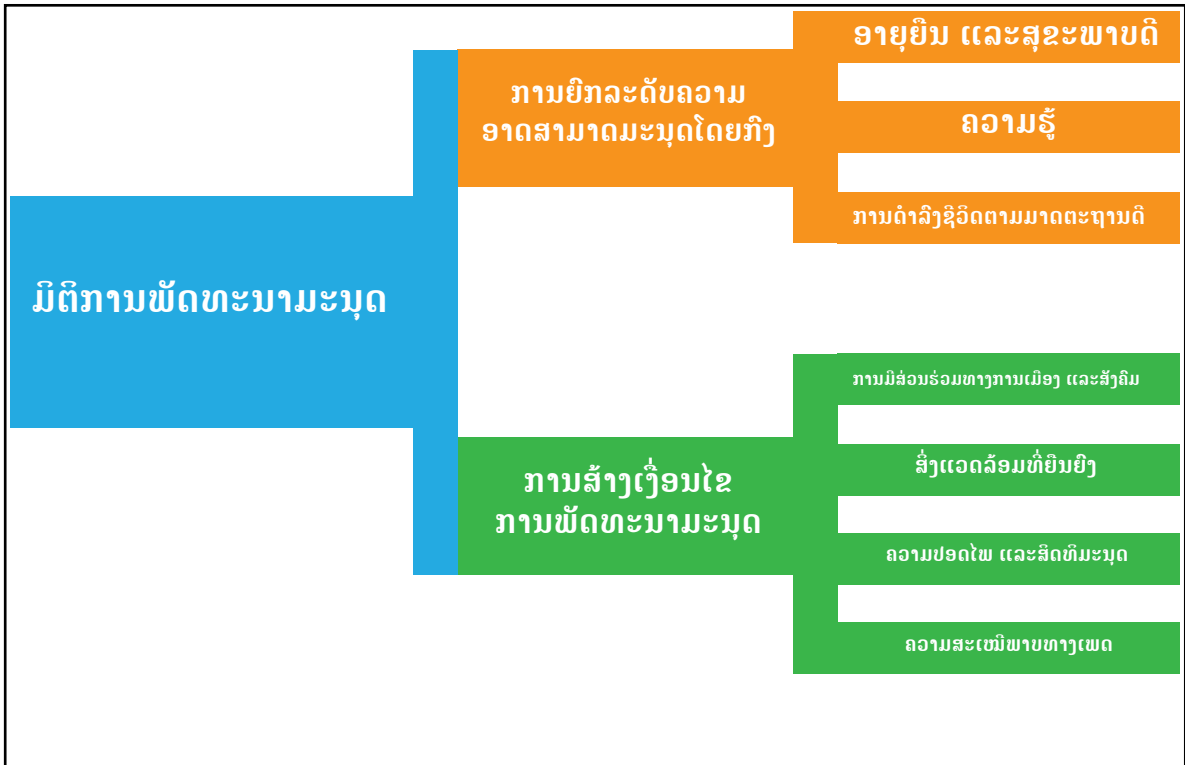 ມິຕິການພັດທະນາມະນຸດ
ການຍົກລະດັບຄວາມ
ອາດສາມາດມະນຸດໂດຍກົງ
ອາຍຸຍືນ ແລະສຸຂະພາບດີ
ຄວາມຮູ້
ການດຳລົງຊີວິດຕາມມາດຕະຖານດີ
ການສ້າງເງື່ອນໄຂ
ການພັດທະນາມະນຸດ
ການມີສ່ວນຮ່ວມທາງການເມືອງ ແລະສັງຄົມ
ສິ່ງແວດລ້ອມທີ່ຍືນຍົງ
ຄວາມປອດໄພ ແລະສິດທິມະນຸດ
ຄວາມສະເໝີພາບທາງເພດ